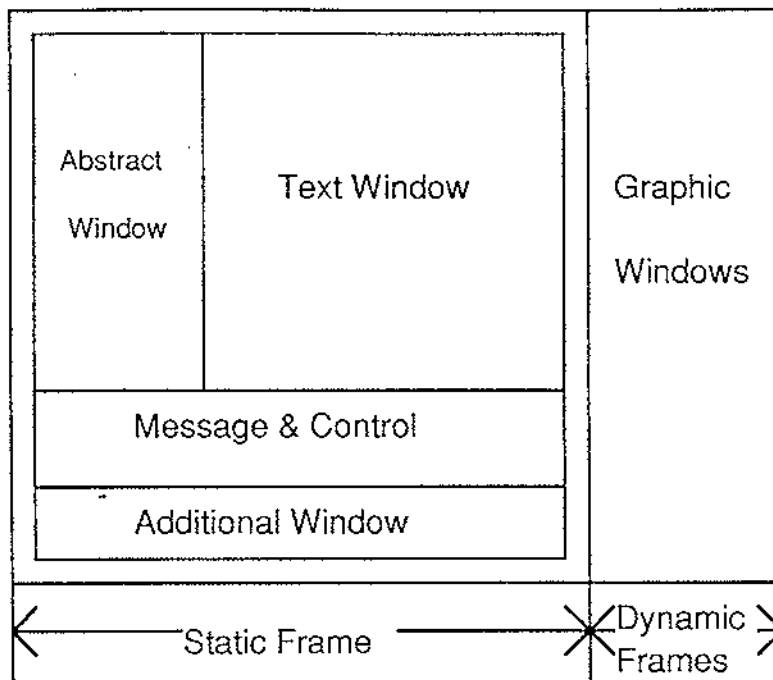 Abstract
Window
Text Window
Graphic
Windows
Message & Control
Additional Window
Static Frame
Dynamic
Frames